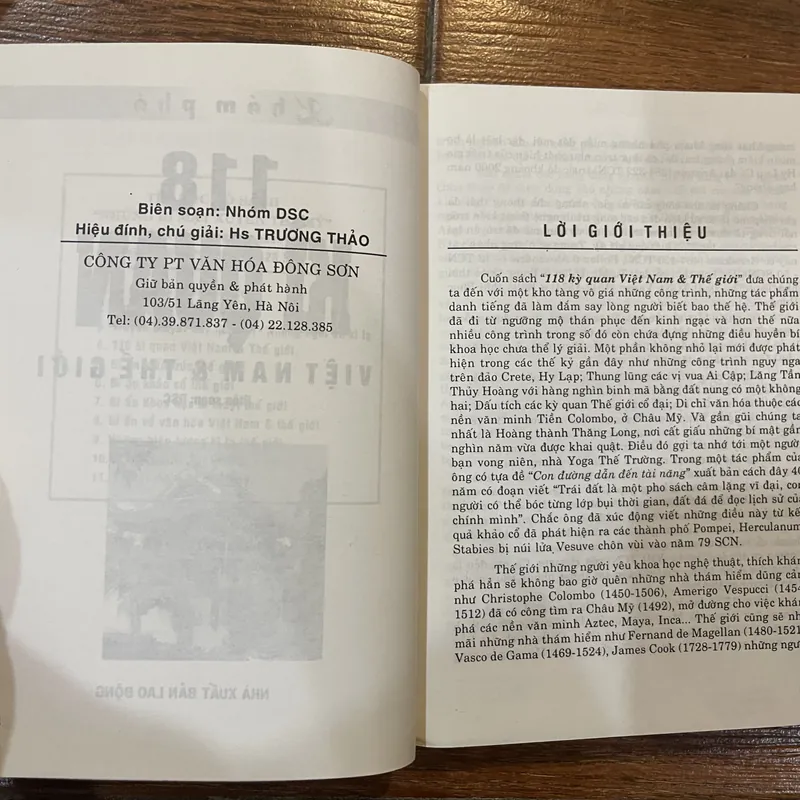 Biên soạn: Nhóm DSC
Hiệu đính, chú giải: Hs TRƯƠNG THẢO
CÔNG TY PT VĂN HÓA ĐÔNG SƠN
Giữ bản quyền & phát hành
103/51 Lãng Yên, Hà Nôi
Tel: (04).39.871.837 - (04) 22.128.385
Khám phá
118
VIỆT NAM & THẾ GIỚI
NHÀ XUẤT BẢN LAO ĐỘNG
LỜI GIỚI THIỆU
Cuốn sách "118 kỳ quan Việt Nam & Thế giới" đưa chúng
ta đến với một kho tàng vô giá những công trình, những tác phẩm
danh tiếng đã làm đắm say lòng người biết bao thế hệ. Thế giới
đã đi từ ngưỡng mộ thán phục đến kinh ngạc và hơn thế nữa
nhiều công trình trong số đó còn chứa đựng những điều huyền bí
khoa học chưa thể lý giải. Một phần không nhỏ lại mới được phát
hiện trong các thế kỷ gần đây như những công trình nguy nga
trên đảo Crete, Hy Lạp; Thung lũng các vị vua Ai Cập; Lăng Tần
Thủy Hoàng với hàng nghìn binh mã bằng đất nung có một không
hai; Dấu tích các kỳ quan Thế giới cổ đại; Di chỉ văn hóa thuộc các
nền văn minh Tiền Colombo, ở Châu Mỹ. Và gần gũi chúng ta
nhất là Hoàng thành Thăng Long, nơi cất giấu những bí mật gần
nghìn năm vừa được khai quật. Điều đó gợi ta nhớ tới một người
bạn vong niên, nhà Yoga Thế Trường. Trong một tác phẩm của
ông có tựa đề "Con đường dẫn đến tài năng" xuất bản cách đây 40
năm có đoạn viết "Trái đất là một pho sách câm lặng vĩ đại, con
người có thể bóc từng lớp bụi thời gian, đất đá để đọc lịch sử của
chính mình". Chắc ông đã xúc động viết những điều này từ kết
quả khảo cổ đã phát hiện ra các thành phố Pompei, Herculanum
Stabies bị núi lửa Vesuve chôn vùi vào năm 79 SCN.
Thế giới những người yêu khoa học nghệ thuật, thích khám
phá hẳn sẽ không bao giờ quên những nhà thám hiểm dũng cảm
như Christophe Colombo (1450-1506), Amerigo Vespucci (1454-
1512) đã có công tìm ra Châu Mỹ (1492), mở đường cho việc khám
phá các nền văn minh Aztec, Maya, Inca... Thế giới cũng sẽ nhớ
mãi những nhà thám hiểm như Fernand de Magellan (1480-1521
Vasco de Gama (1469-1524), James Cook (1728-1779) những ngườ